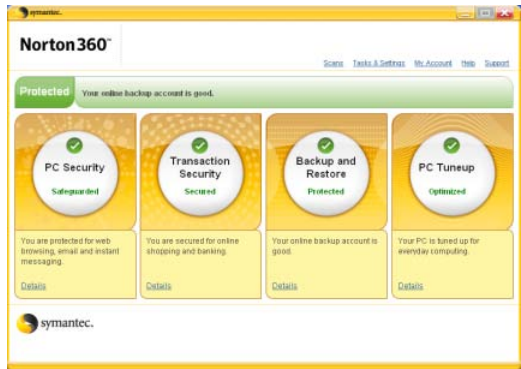 symantec.
Norton 360™
Scans Tasks & Settings My Account Help Support
Protected Your online backup account is good.
PC Security
Safeguarded
Transaction
Security
Secured
Backup and
Restore
Protected
PC Tuneup
Optimized
You are protected for web
browsing, email and instant
messaging.
Details
You are secured for online
shopping and banking.
Details
Your online backup account is
good.
Details
Your PC is tuned up for
everyday computing.
Details
symantec.